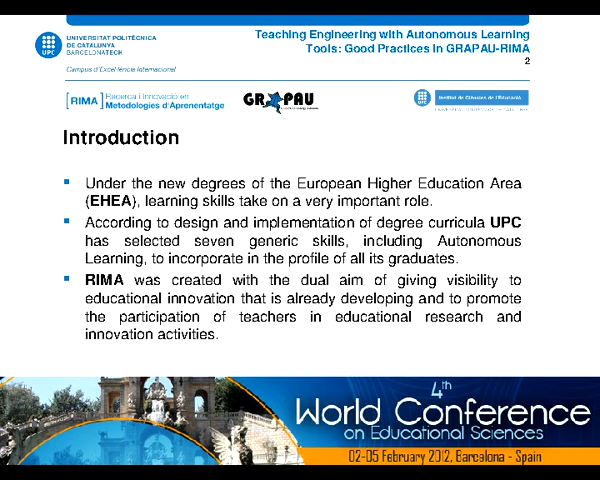 UNIVERSITAT POLITÈCNICA
DE CATALUNYA
BARCELONATECH
UPC
Campus d'Excel·lència Internacional
Teaching Engineering with Autonomous Learning
Tools: Good Practices in GRAPAU-RIMA
2
[RIMA] Recerca i Innovació en
Metodologies d'Aprenentatge
GRAPAU
UPC
Institut de Ciències de l'Educació
Introduction
Under the new degrees of the European Higher Education Area
(EHEA), learning skills take on a very important role.
According to design and implementation of degree curricula UPC
has selected seven generic skills, including Autonomous
Learning, to incorporate in the profile of all its graduates.
RIMA was created with the dual aim of giving visibility to
educational innovation that is already developing and to promote
the participation of teachers in educational research and
innovation activities.
4th
World Conference
on Educational Sciences
02-05 February 2012, Barcelona - Spain